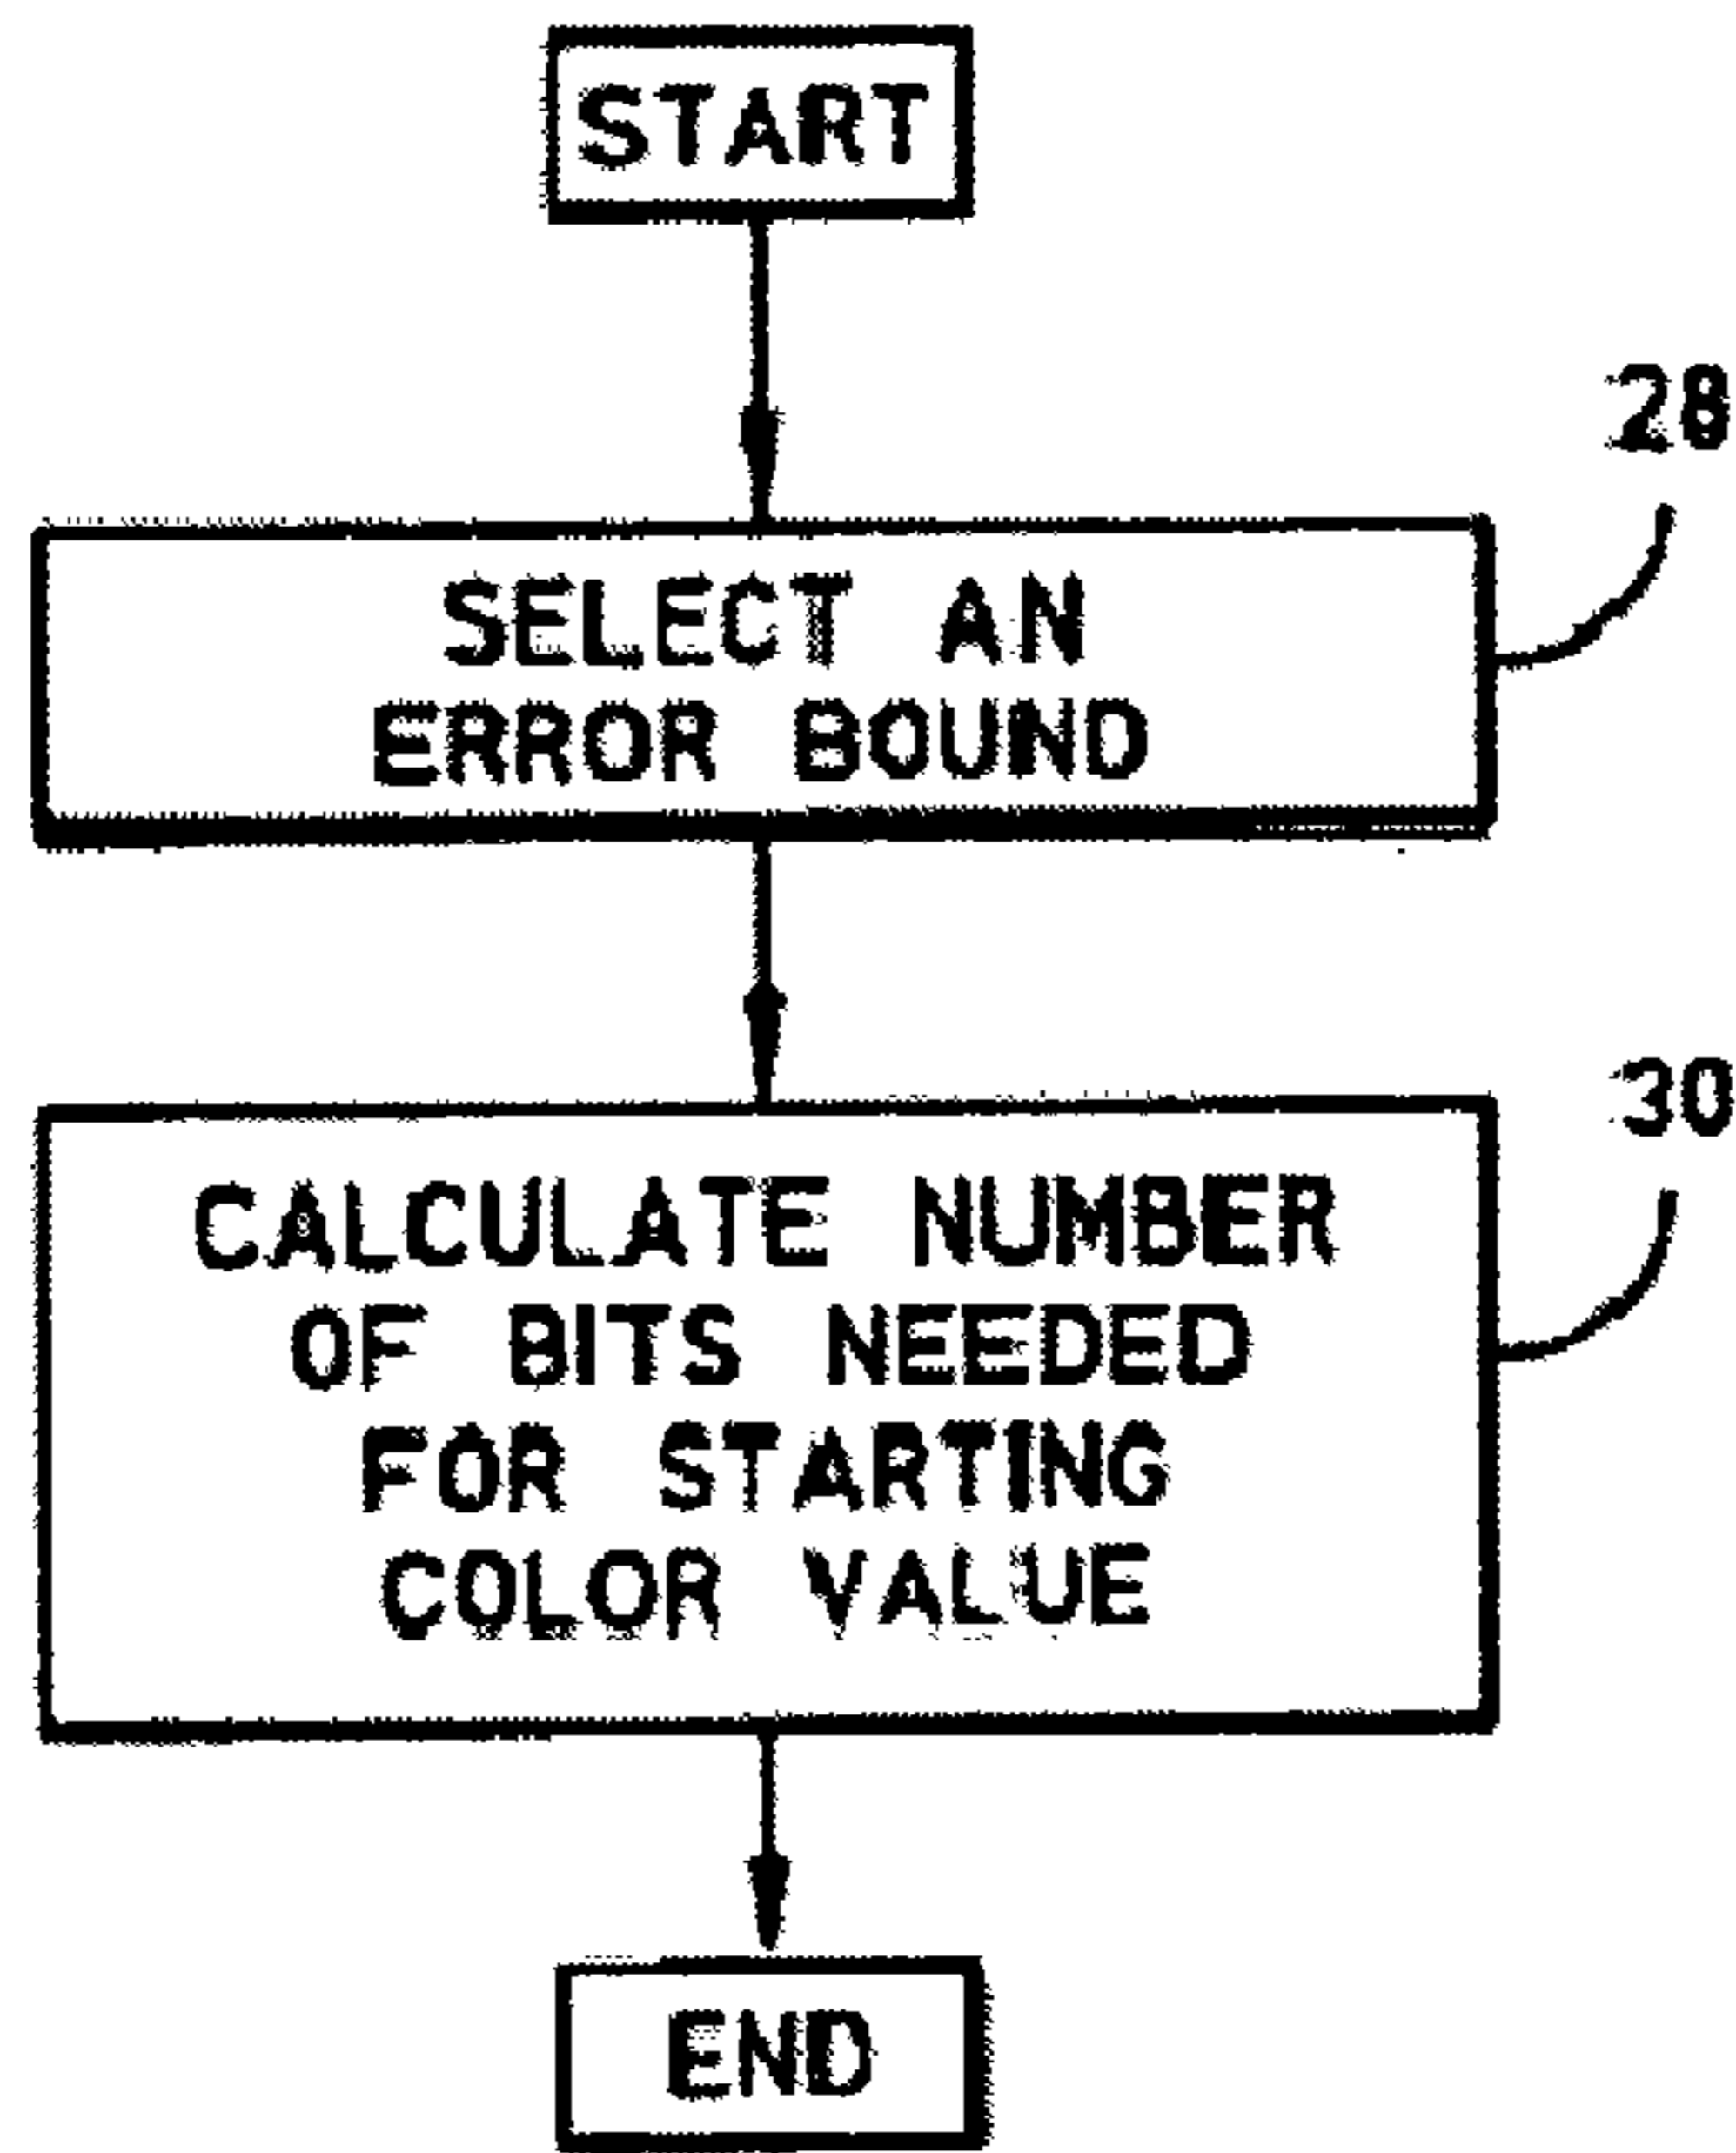 START
28
SELECT AN
ERROR BOUND
30
CALCULATE NUMBER
OF BITS NEEDED
FOR STARTING
COLOR VALUE
END